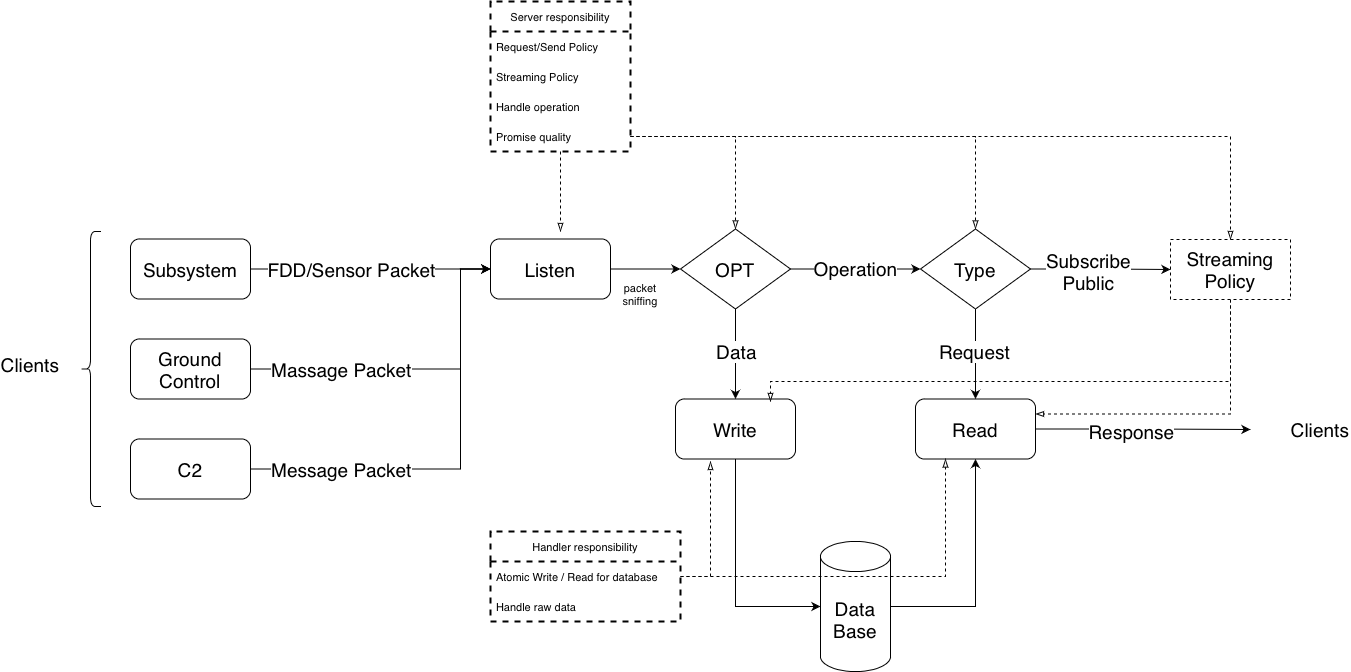 Server responsibility
Request/Send Policy
Streaming Policy
Handle operation
Promise quality
Clients
Subsystem
FDD/Sensor Packet
Listen
packet
sniffing
OPT
Operation
Type
Subscribe
Public
Streaming
Policy
Ground
Control
Massage Packet
Data
Request
C2
Message Packet
Write
Read
Response
Clients
Handler responsibility
Atomic Write / Read for database
Handle raw data
Data
Base